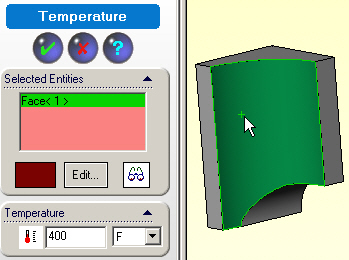 Temperature
?
Selected Entities
Face< 1 >
Edit...
Temperature
400 F